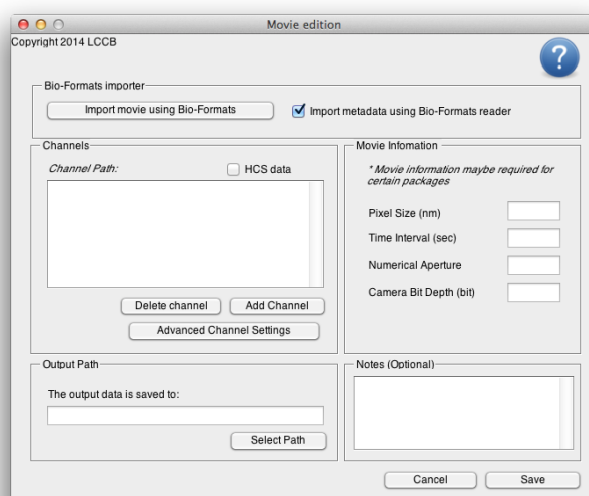 Movie edition
Copyright 2014 LCCB
?
Bio-Formats importer
Import movie using Bio-Formats
Import metadata using Bio-Formats reader
Channels
Channel Path:
HCS data
Delete channel
Add Channel
Advanced Channel Settings
Movie Infomation
* Movie information maybe required for
certain packages
Pixel Size (nm)
Time Interval (sec)
Numerical Aperture
Camera Bit Depth (bit)
Output Path
The output data is saved to:
Select Path
Notes (Optional)
Cancel
Save